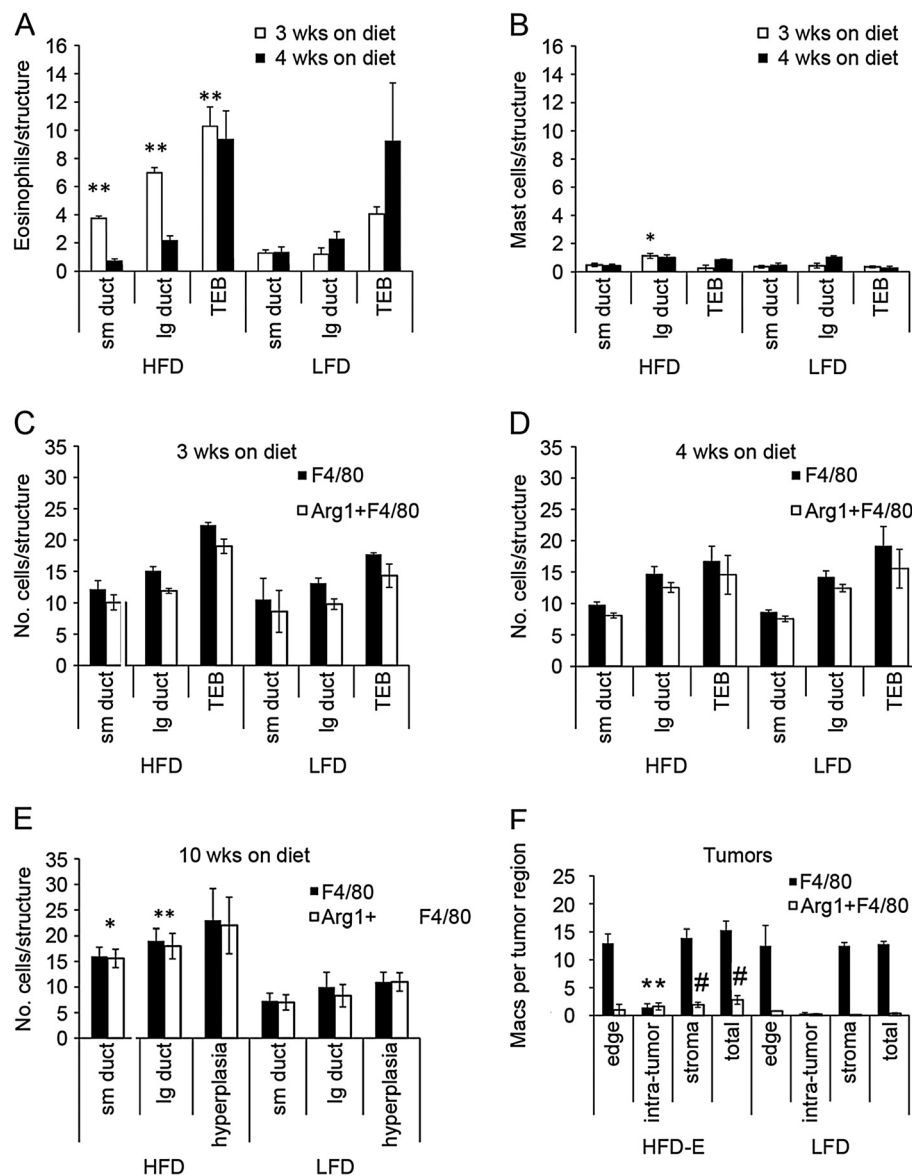 A
3 wks on diet
4 wks on diet
Eosinophils/structure
16
14
12
10
8
6
4
2
0
**
**
**
sm duct
lg duct
TEB
sm duct
lg duct
TEB
HFD
LFD
B
3 wks on diet
4 wks on diet
Mast cells/structure
16
14
12
10
8
6
4
2
0
*
sm duct
lg duct
TEB
sm duct
lg duct
TEB
HFD
LFD
C
3 wks on diet
F4/80
Arg1+F4/80
No. cells/structure
35
30
25
20
15
10
5
0
sm duct
lg duct
TEB
sm duct
lg duct
TEB
HFD
LFD
D
4 wks on diet
F4/80
Arg1+F4/80
No. cells/structure
35
30
25
20
15
10
5
0
sm duct
lg duct
TEB
sm duct
lg duct
TEB
HFD
LFD
E
10 wks on diet
F4/80
Arg1+ F4/80
No. cells/structure
35
30
25
20
15
10
5
0
*
**
sm duct
lg duct
hyperplasia
sm duct
lg duct
hyperplasia
HFD
LFD
F
Tumors
F4/80
Arg1+F4/80
Macs per tumor region
25
20
15
10
5
0
**
#
#
edge
intra-tumor
stroma
total
edge
intra-tumor
stroma
total
HFD-E
LFD